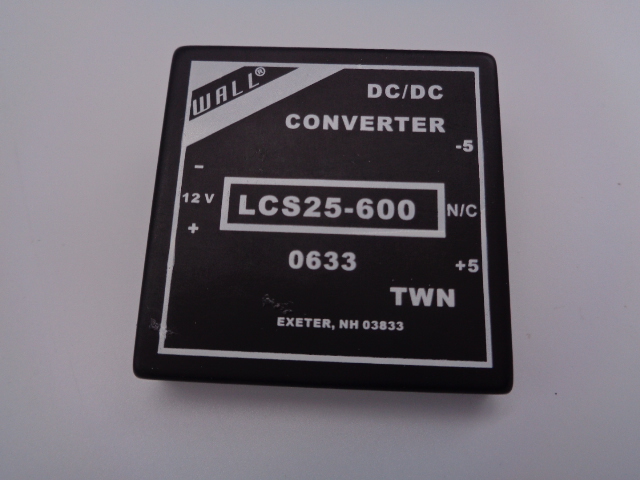 WALL®
DC/DC
CONVERTER
-5
–
12 V
LCS25-600
N/C
+
0633
+5
TWN
EXETER, NH 03833